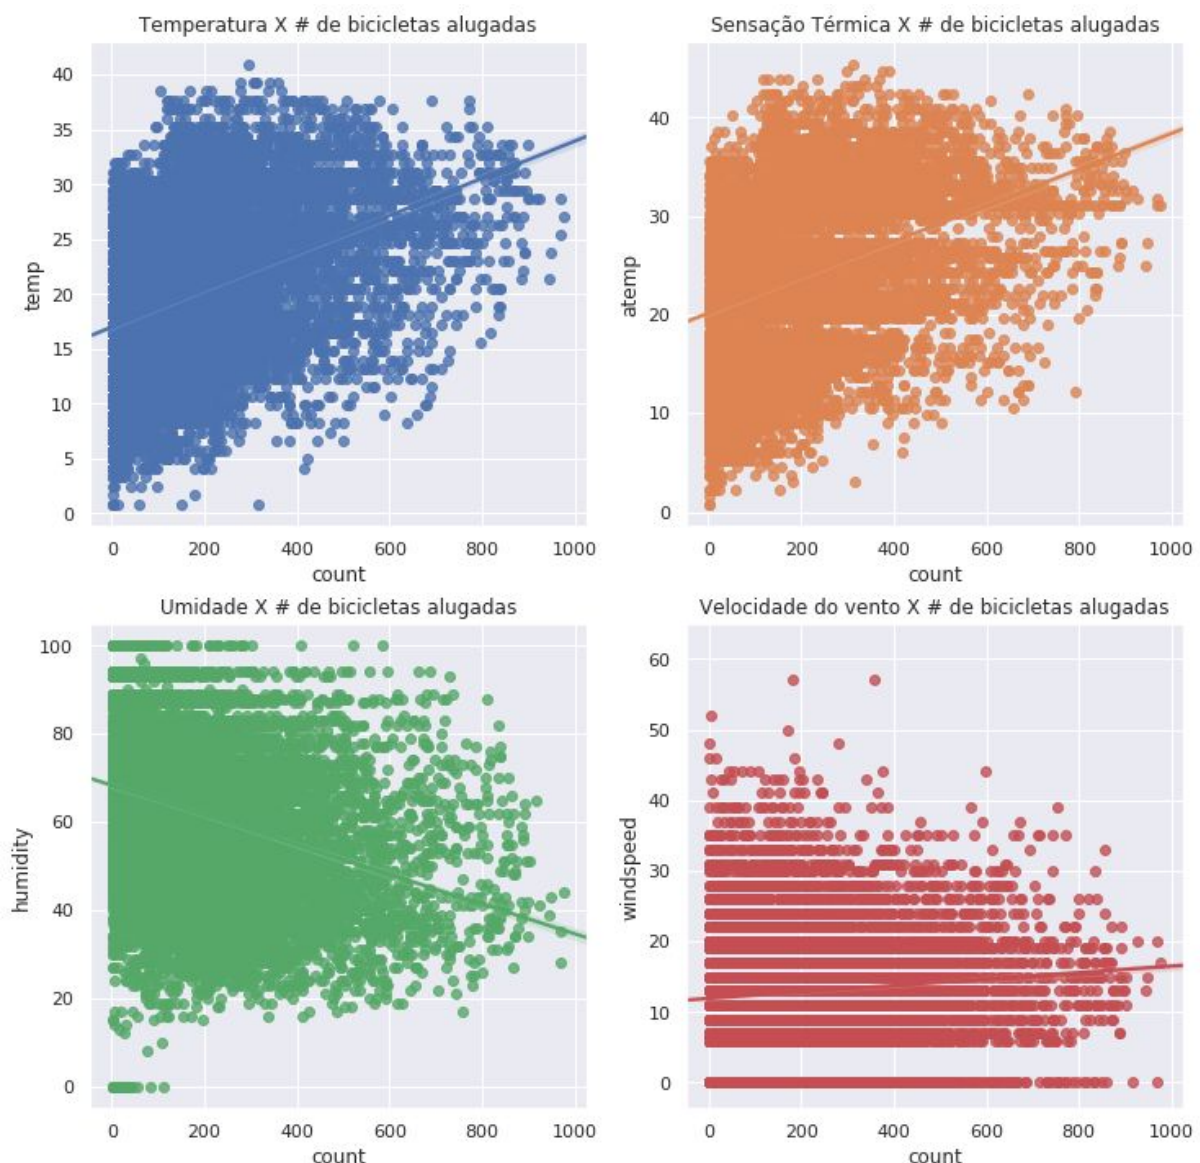 Temperatura X # de bicicletas alugadas
temp
40
35
30
25
20
15
10
5
0
0 200 400 600 800 1000
count
Sensação Térmica X # de bicicletas alugadas
atemp
40
30
20
10
0
0 200 400 600 800 1000
count
Umidade X # de bicicletas alugadas
humidity
100
80
60
40
20
0
0 200 400 600 800 1000
count
Velocidade do vento X # de bicicletas alugadas
windspeed
60
50
40
30
20
10
0
0 200 400 600 800 1000
count